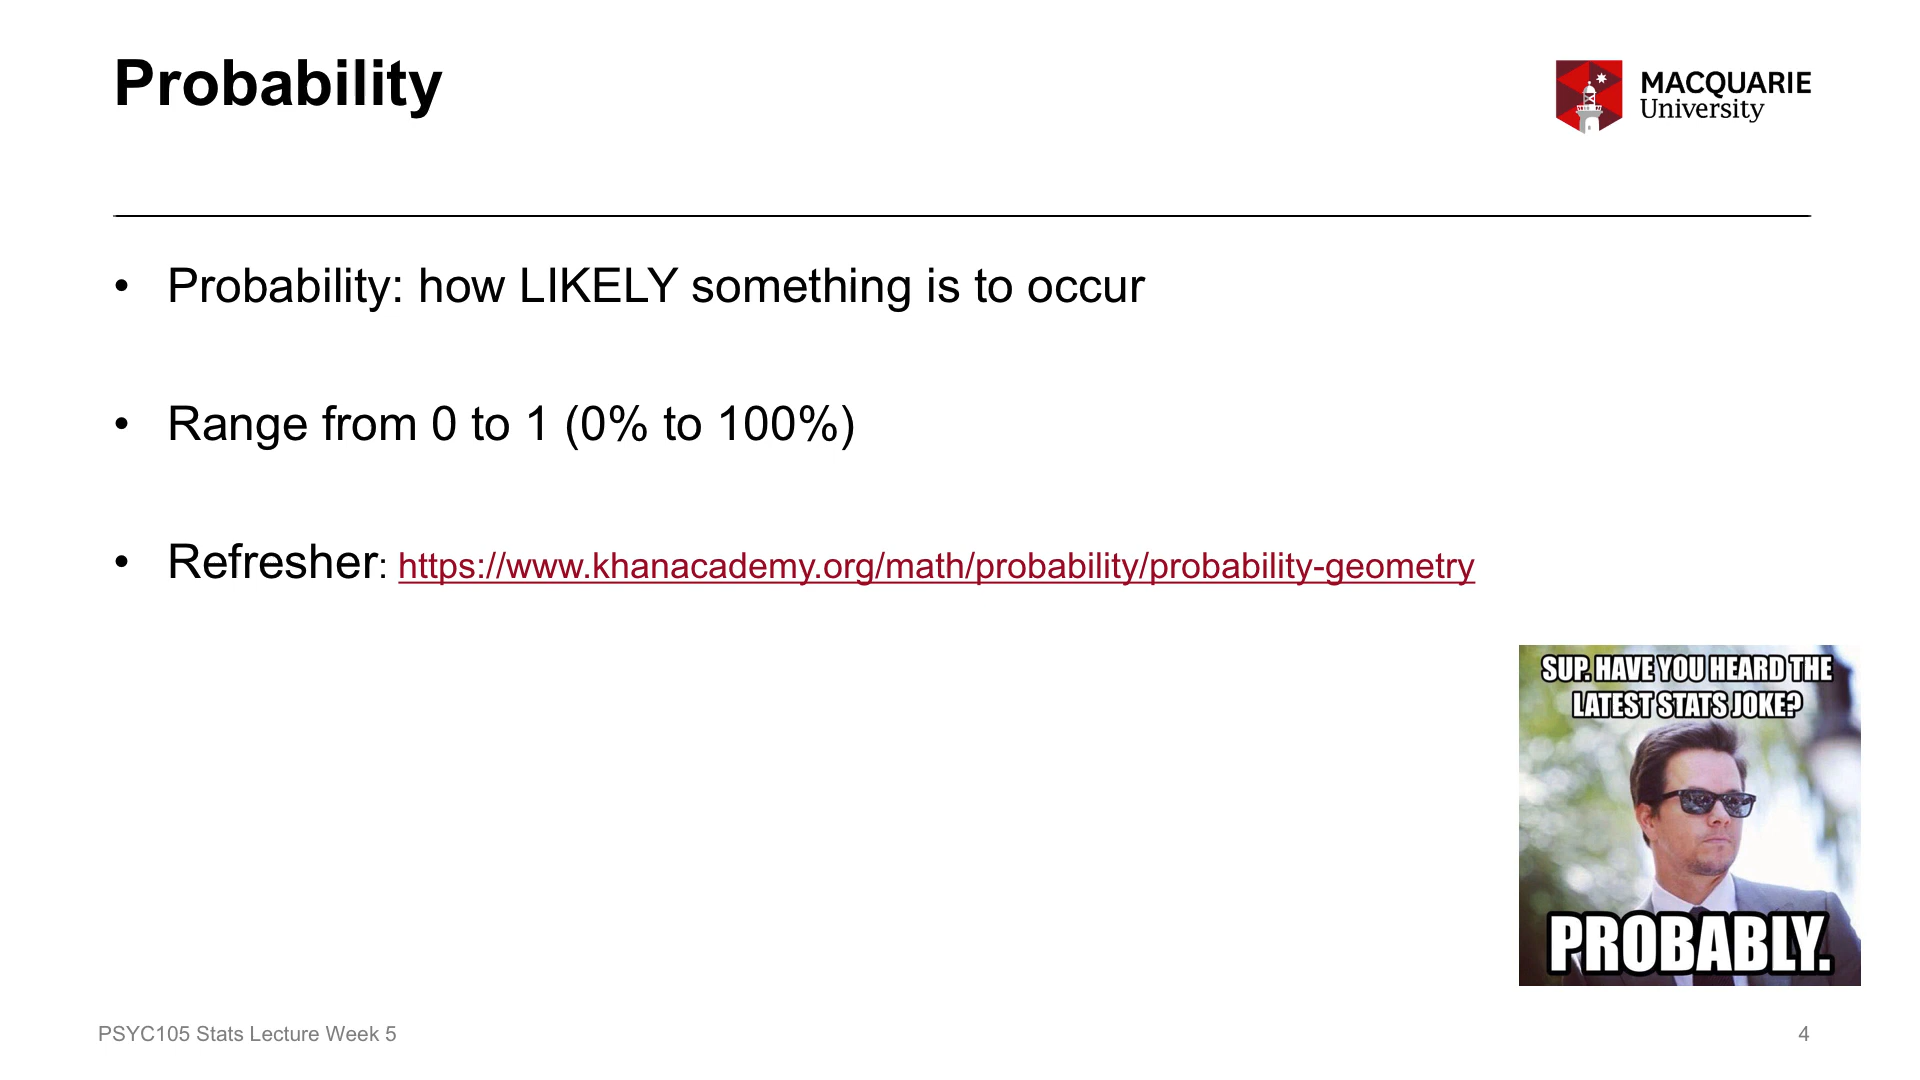 Probability
MACQUARIE
University
• Probability: how LIKELY something is to occur
• Range from 0 to 1 (0% to 100%)
• Refresher: https://www.khanacademy.org/math/probability/probability-geometry
SUP. HAVE YOU HEARD THE
LATEST STATS JOKE?
PROBABLY.
PSYC105 Stats Lecture Week 5
4